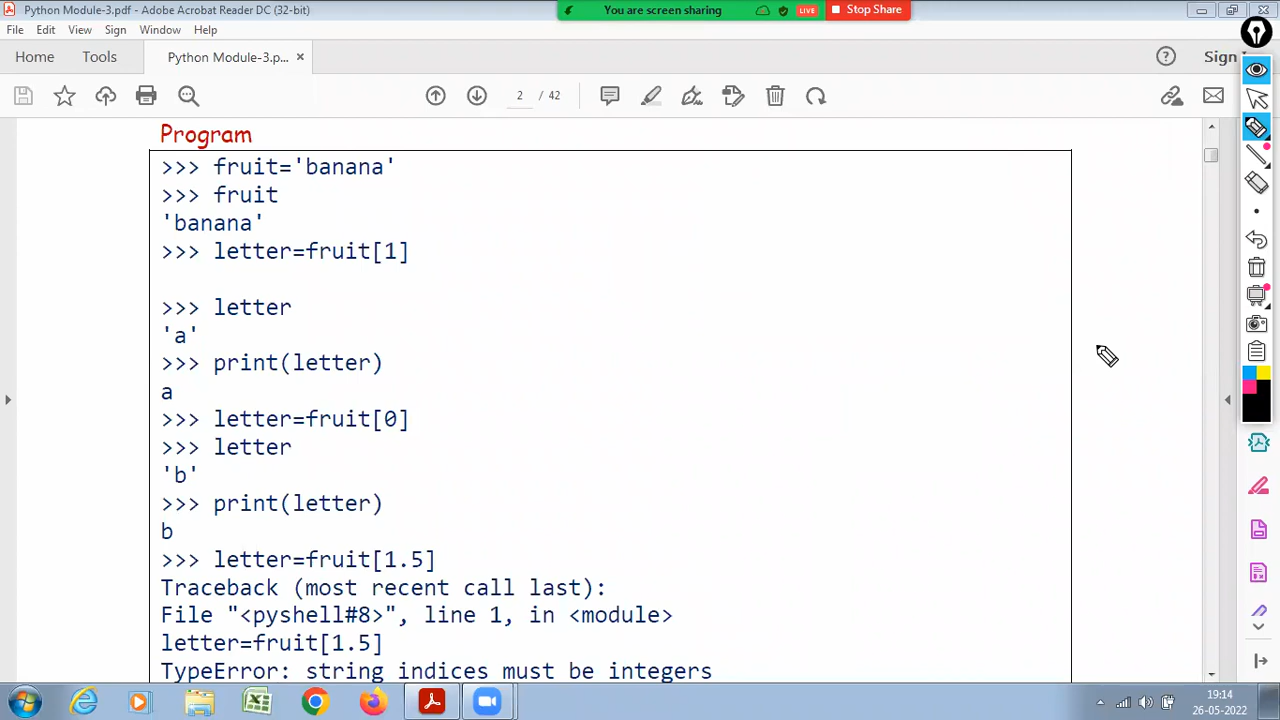 Python Module-3.pdf - Adobe Acrobat Reader DC (32-bit)
You are screen sharing
LIVE
Stop Share
File Edit View Sign Window Help
Home Tools Python Module-3.p... × Sign
2 / 42
Program
>>> fruit='banana'
>>> fruit
'banana'
>>> letter=fruit[1]
>>> letter
'a'
>>> print(letter)
a
>>> letter=fruit[0]
>>> letter
'b'
>>> print(letter)
b
>>> letter=fruit[1.5]
Traceback (most recent call last):
File "<pyshell#8>", line 1, in <module>
letter=fruit[1.5]
TypeError: string indices must be integers
19:14
26-05-2022